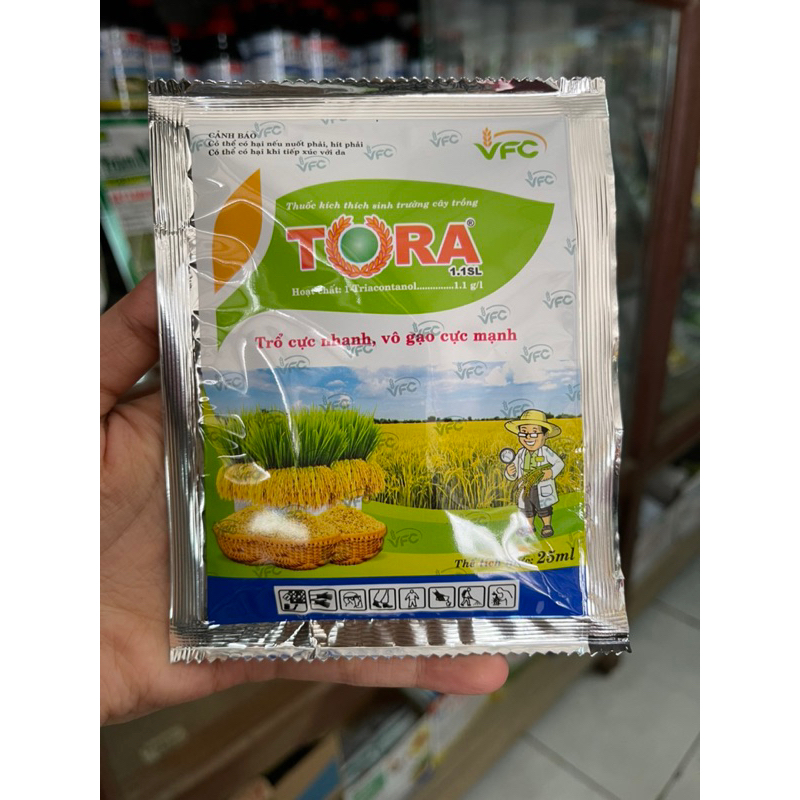 CẢNH BÁO
Có thể có hại nếu nuốt phải, hít phải
Có thể có hại khi tiếp xúc với da
VFC
Thuốc kích thích sinh trưởng cây trồng
TORA®
1.1SL
Hoạt chất: 1-Triacontanol..............1.1 g/l
Trổ cực nhanh, vô gạo cực mạnh
Thể tích 25ml